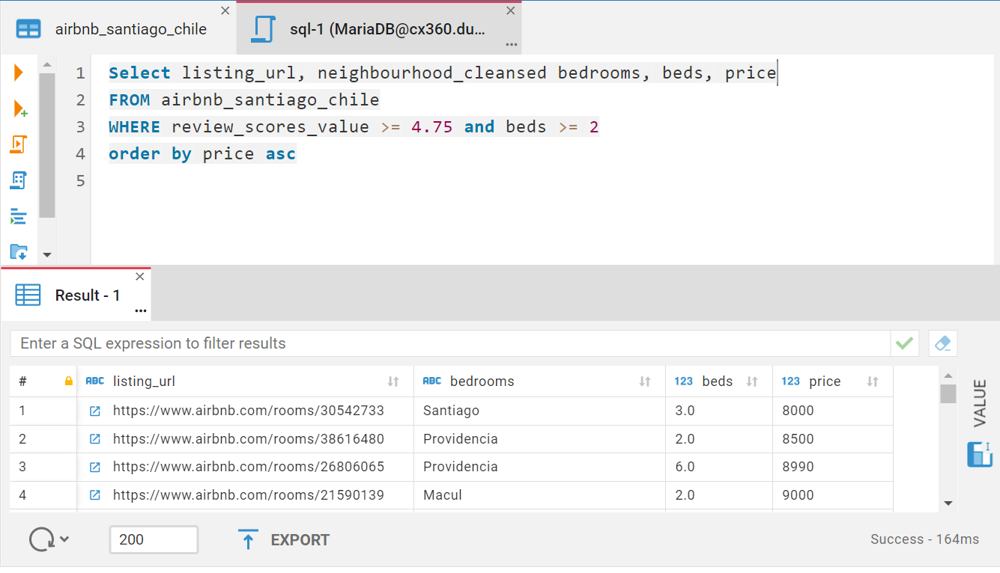 airbnb_santiago_chile
sql-1 (MariaDB@cx360.du...
1 Select listing_url, neighbourhood_cleansed bedrooms, beds, price
2 FROM airbnb_santiago_chile
3 WHERE review_scores_value >= 4.75 and beds >= 2
4 order by price asc
5
Result - 1
Enter a SQL expression to filter results
# ABC listing_url ABC bedrooms 123 beds 123 price
1 https://www.airbnb.com/rooms/30542733 Santiago 3.0 8000
2 https://www.airbnb.com/rooms/38616480 Providencia 2.0 8500
3 https://www.airbnb.com/rooms/26806065 Providencia 6.0 8990
4 https://www.airbnb.com/rooms/21590139 Macul 2.0 9000
VALUE
200 EXPORT Success - 164ms